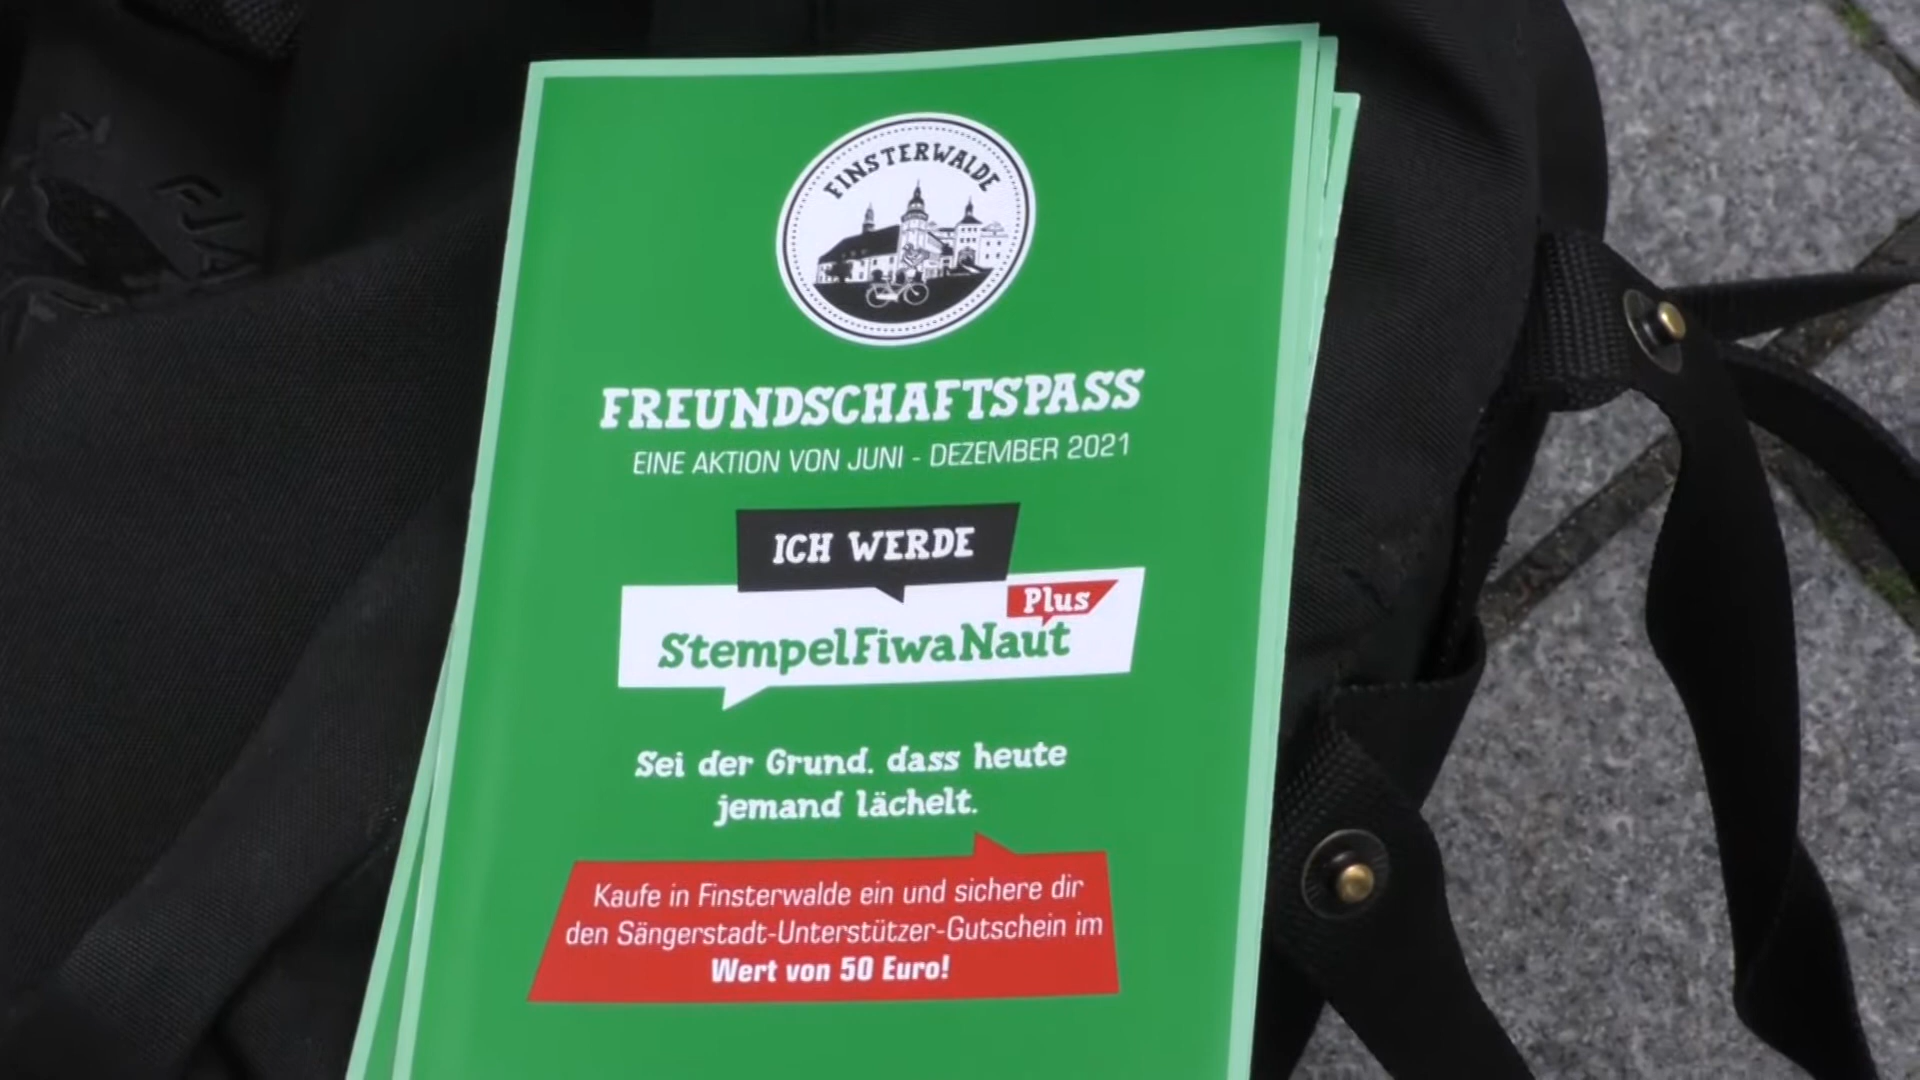 FINSTERWALDE
FREUNDSCHAFTSPASS
EINE AKTION VON JUNI - DEZEMBER 2021
ICH WERDE
Plus
StempelFiwaNaut
Sei der Grund, dass heute
jemand lächelt.
Kaufe in Finsterwalde ein und sichere dir
den Sängerstadt-Unterstützer-Gutschein im
Wert von 50 Euro!